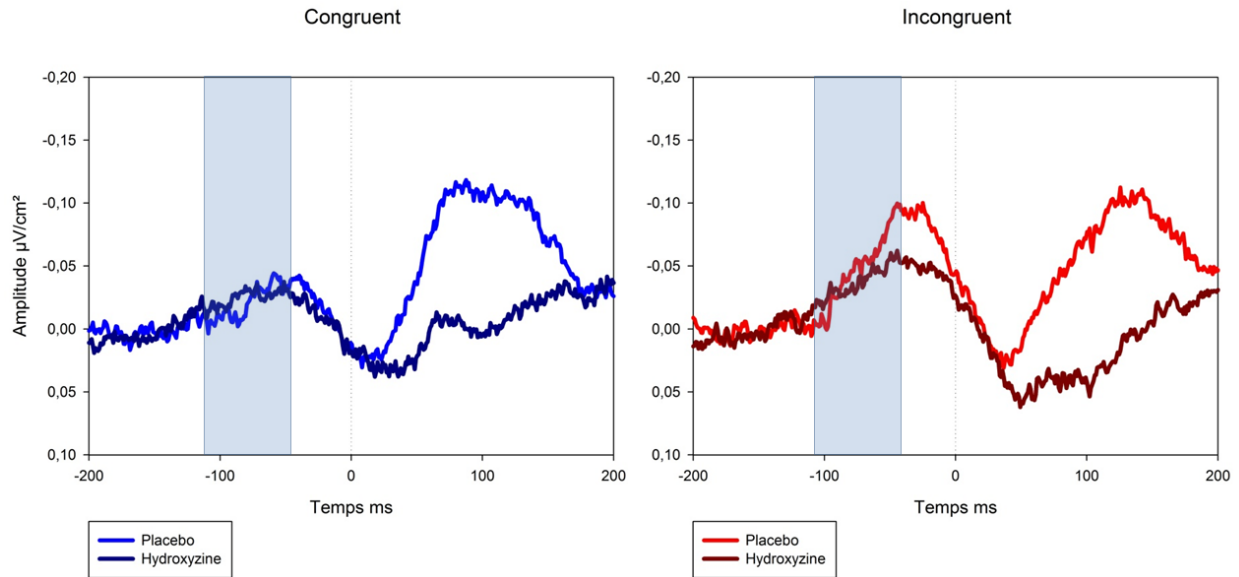 Congruent
Incongruent
Amplitude µV/cm²
-0,20
-0,15
-0,10
-0,05
0,00
0,05
0,10
-200
-100
0
100
200
Temps ms
Placebo
Hydroxyzine
-0,20
-0,15
-0,10
-0,05
0,00
0,05
0,10
-200
-100
0
100
200
Temps ms
Placebo
Hydroxyzine